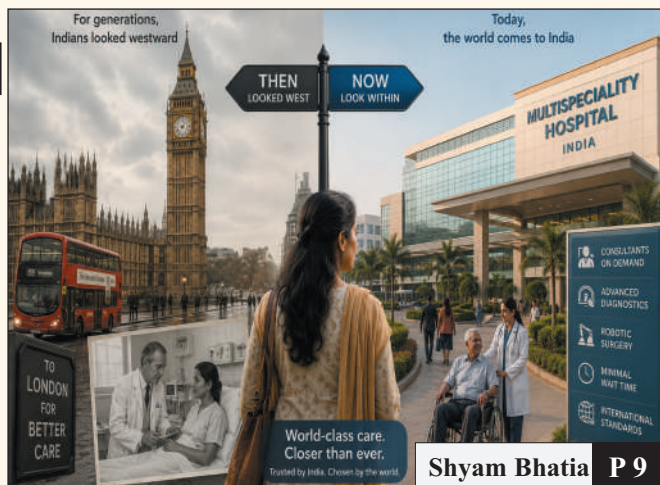 For generations,
Indians looked westward
Today,
the world comes to India
THEN
LOOKED WEST
NOW
LOOK WITHIN
MULTISPECIALITY
HOSPITAL
INDIA
CONSULTANTS
ON DEMAND
ADVANCED
DIAGNOSTICS
ROBOTIC
SURGERY
MINIMAL
WAIT TIME
INTERNATIONAL
STANDARDS
TO
LONDON
FOR
BETTER
CARE
World-class care.
Closer than ever.
Trusted by India. Chosen by the world.
Shyam Bhatia P 9